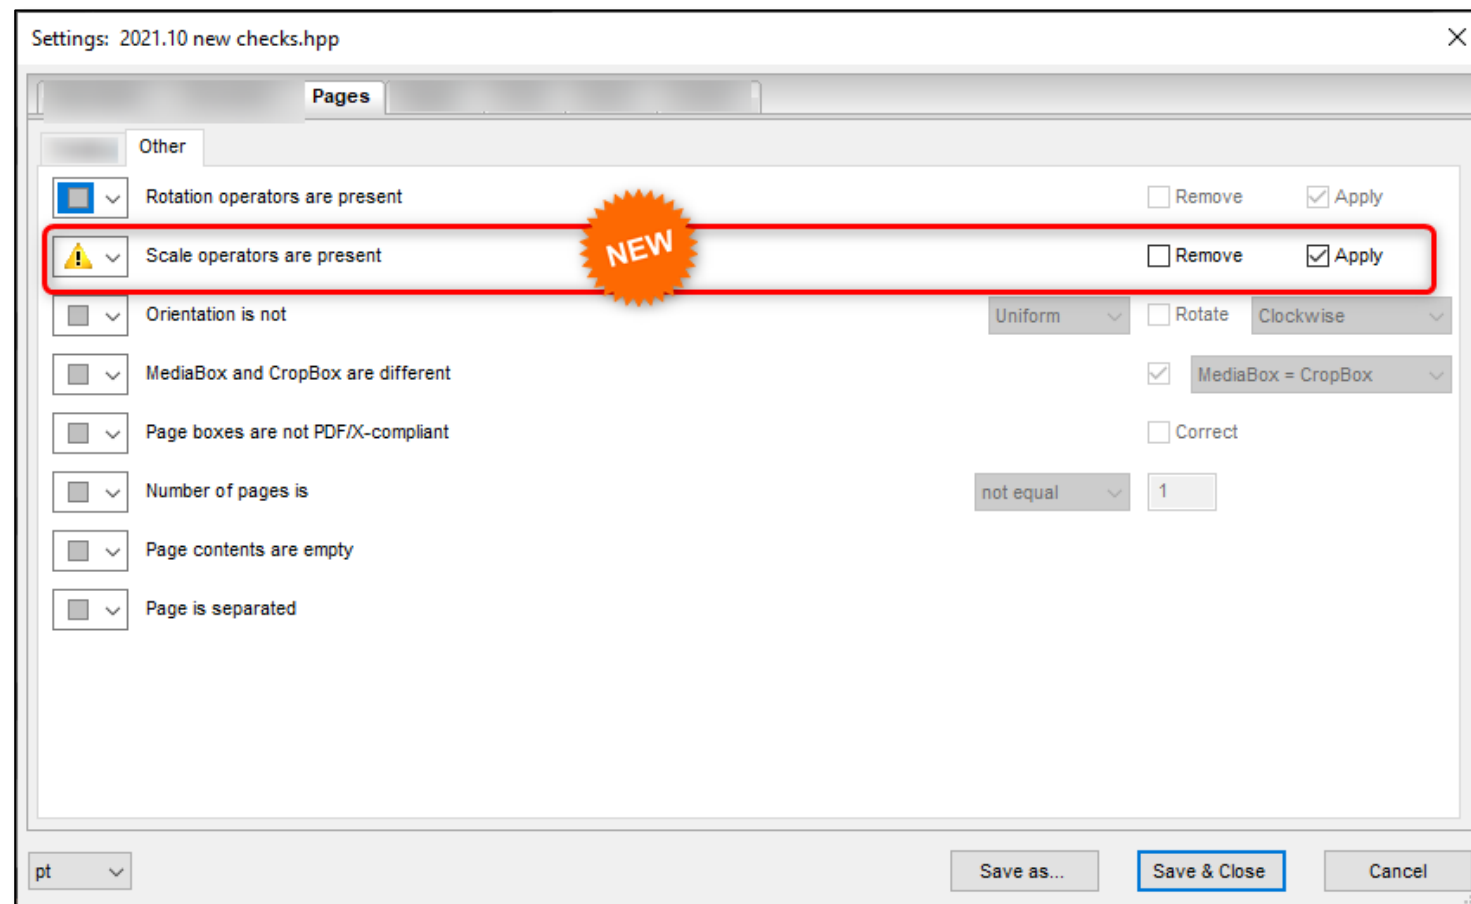 Settings: 2021.10 new checks.hpp
Pages
Other
Rotation operators are present Remove Apply
Scale operators are present NEW Remove Apply
Orientation is not Uniform Rotate Clockwise
MediaBox and CropBox are different MediaBox = CropBox
Page boxes are not PDF/X-compliant Correct
Number of pages is not equal 1
Page contents are empty
Page is separated
pt Save as... Save & Close Cancel